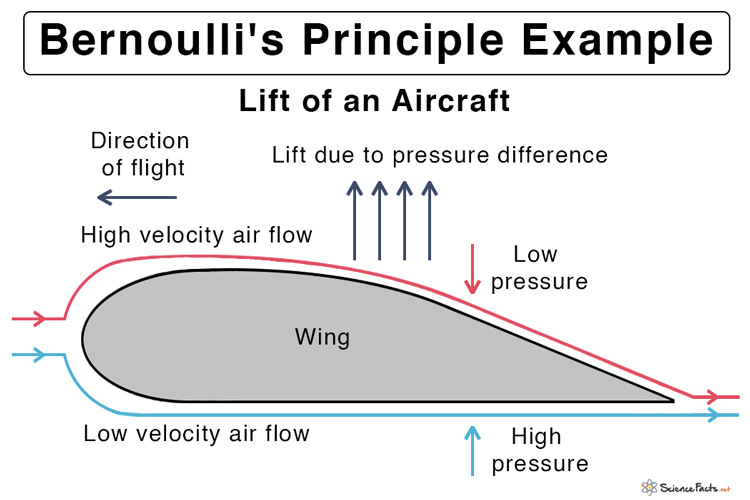 Bernoulli's Principle Example
Lift of an Aircraft
Direction
of flight
Lift due to pressure difference
High velocity air flow
Low
pressure
Wing
Low velocity air flow
High
pressure
ScienceFacts.net